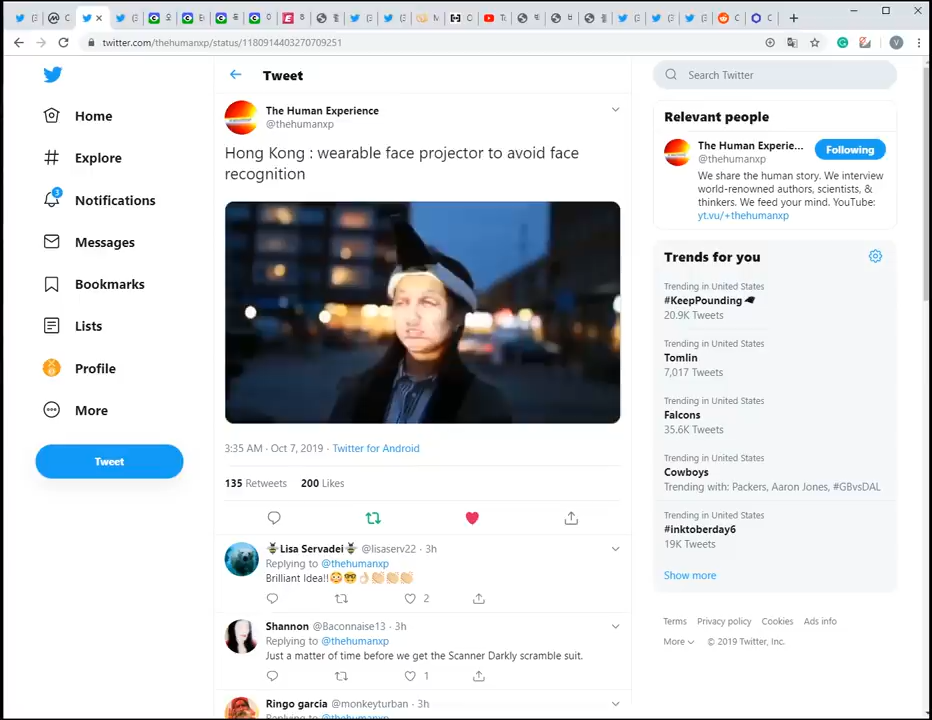 twitter.com/thehumanxp/status/1180914403270709251
Home
Explore
3
Notifications
Messages
Bookmarks
Lists
Profile
More
Tweet
Tweet
The Human Experience
@thehumanxp
Hong Kong : wearable face projector to avoid face
recognition
3:35 AM · Oct 7, 2019 · Twitter for Android
135 Retweets 200 Likes
Lisa Servadei @lisaserv22 · 3h
Replying to @thehumanxp
Brilliant Idea!!😳🤓👌🏻👏🏻👏🏻👏🏻
2
Shannon @Baconnaise13 · 3h
Replying to @thehumanxp
Just a matter of time before we get the Scanner Darkly scramble suit.
1
Ringo garcia @monkeyturban · 3h
Replying to @thehumanxp
Search Twitter
Relevant people
The Human Experie...
@thehumanxp
Following
We share the human story. We interview
world-renowned authors, scientists, &
thinkers. We feed your mind. YouTube:
yt.vu/+thehumanxp
Trends for you
Trending in United States
#KeepPounding
20.9K Tweets
Trending in United States
Tomlin
7,017 Tweets
Trending in United States
Falcons
35.6K Tweets
Trending in United States
Cowboys
Trending with: Packers, Aaron Jones, #GBvsDAL
Trending in United States
#inktoberday6
19K Tweets
Show more
Terms Privacy policy Cookies Ads info
More © 2019 Twitter, Inc.